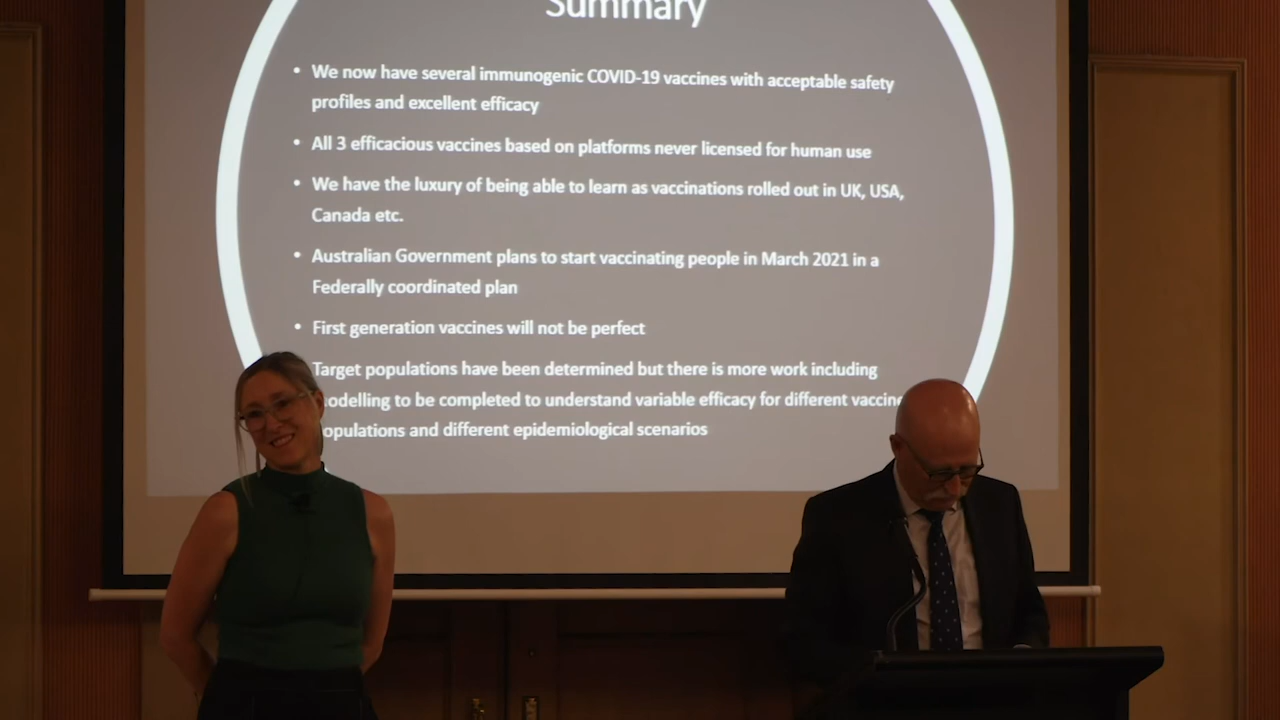 Summary
• We now have several immunogenic COVID-19 vaccines with acceptable safety
profiles and excellent efficacy
• All 3 efficacious vaccines based on platforms never licensed for human use
• We have the luxury of being able to learn as vaccinations rolled out in UK, USA,
Canada etc.
• Australian Government plans to start vaccinating people in March 2021 in a
Federally coordinated plan
• First generation vaccines will not be perfect
Target populations have been determined but there is more work including
odelling to be completed to understand variable efficacy for different vaccine
opulations and different epidemiological scenarios